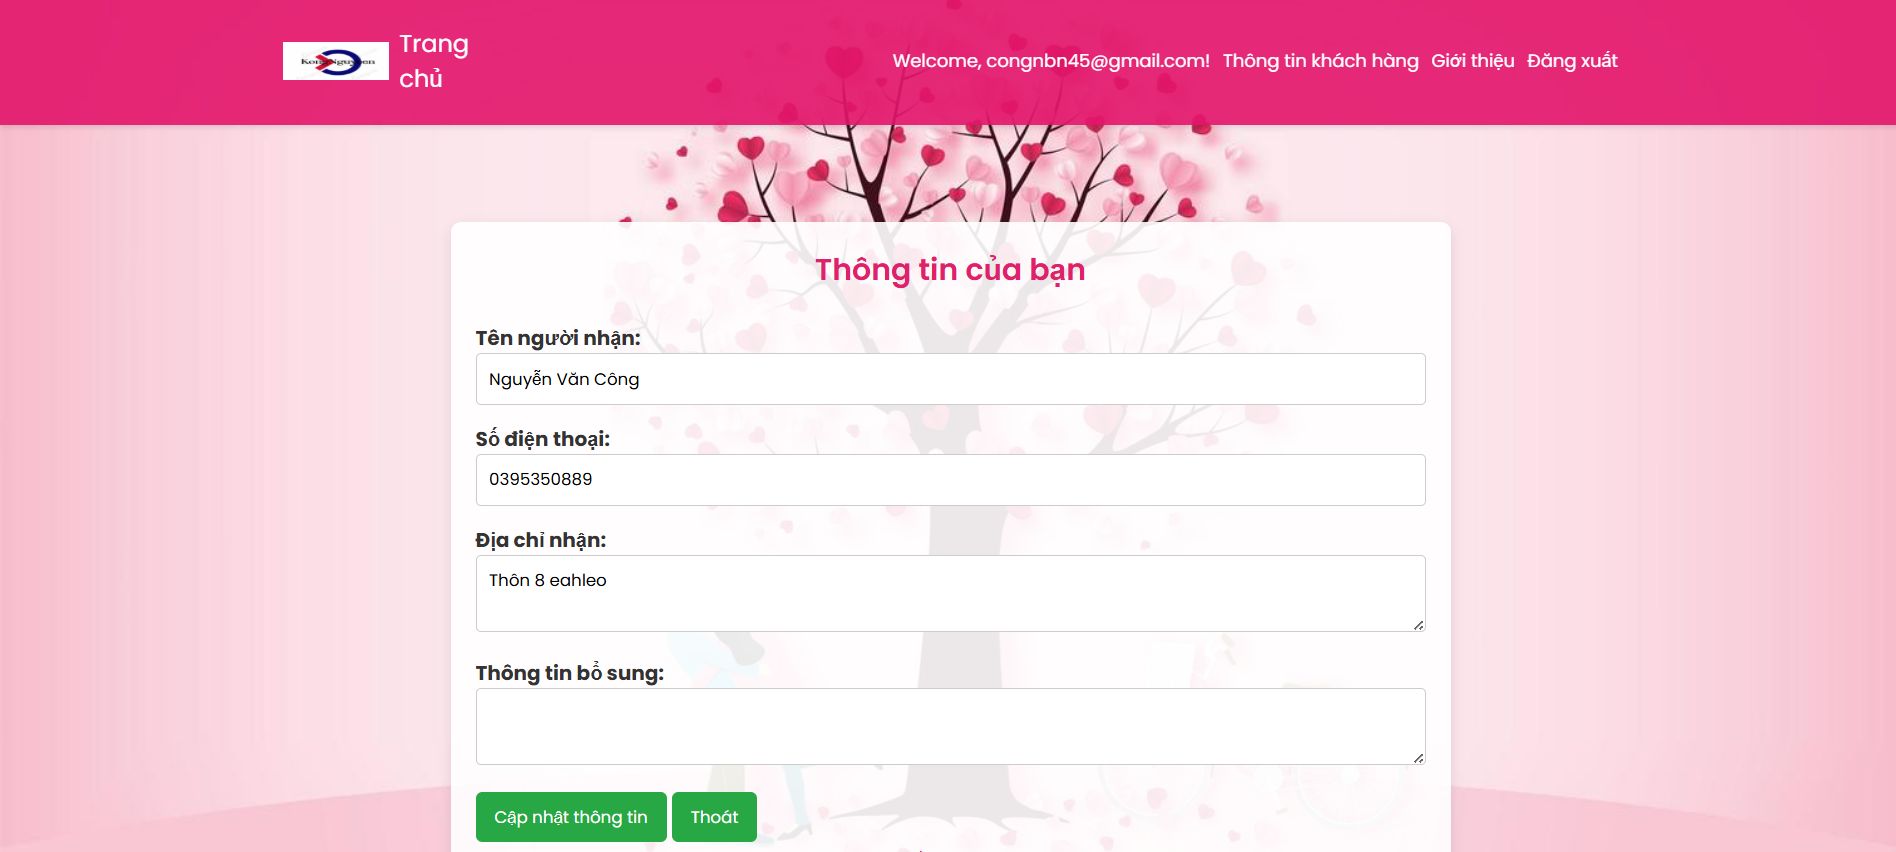 Trang
chủ
Welcome, congnbn45@gmail.com! Thông tin khách hàng Giới thiệu Đăng xuất
Thông tin của bạn
Tên người nhận:
Nguyễn Văn Công
Số điện thoại:
0395350889
Địa chỉ nhận:
Thôn 8 eahleo
Thông tin bổ sung:
Cập nhật thông tin Thoát